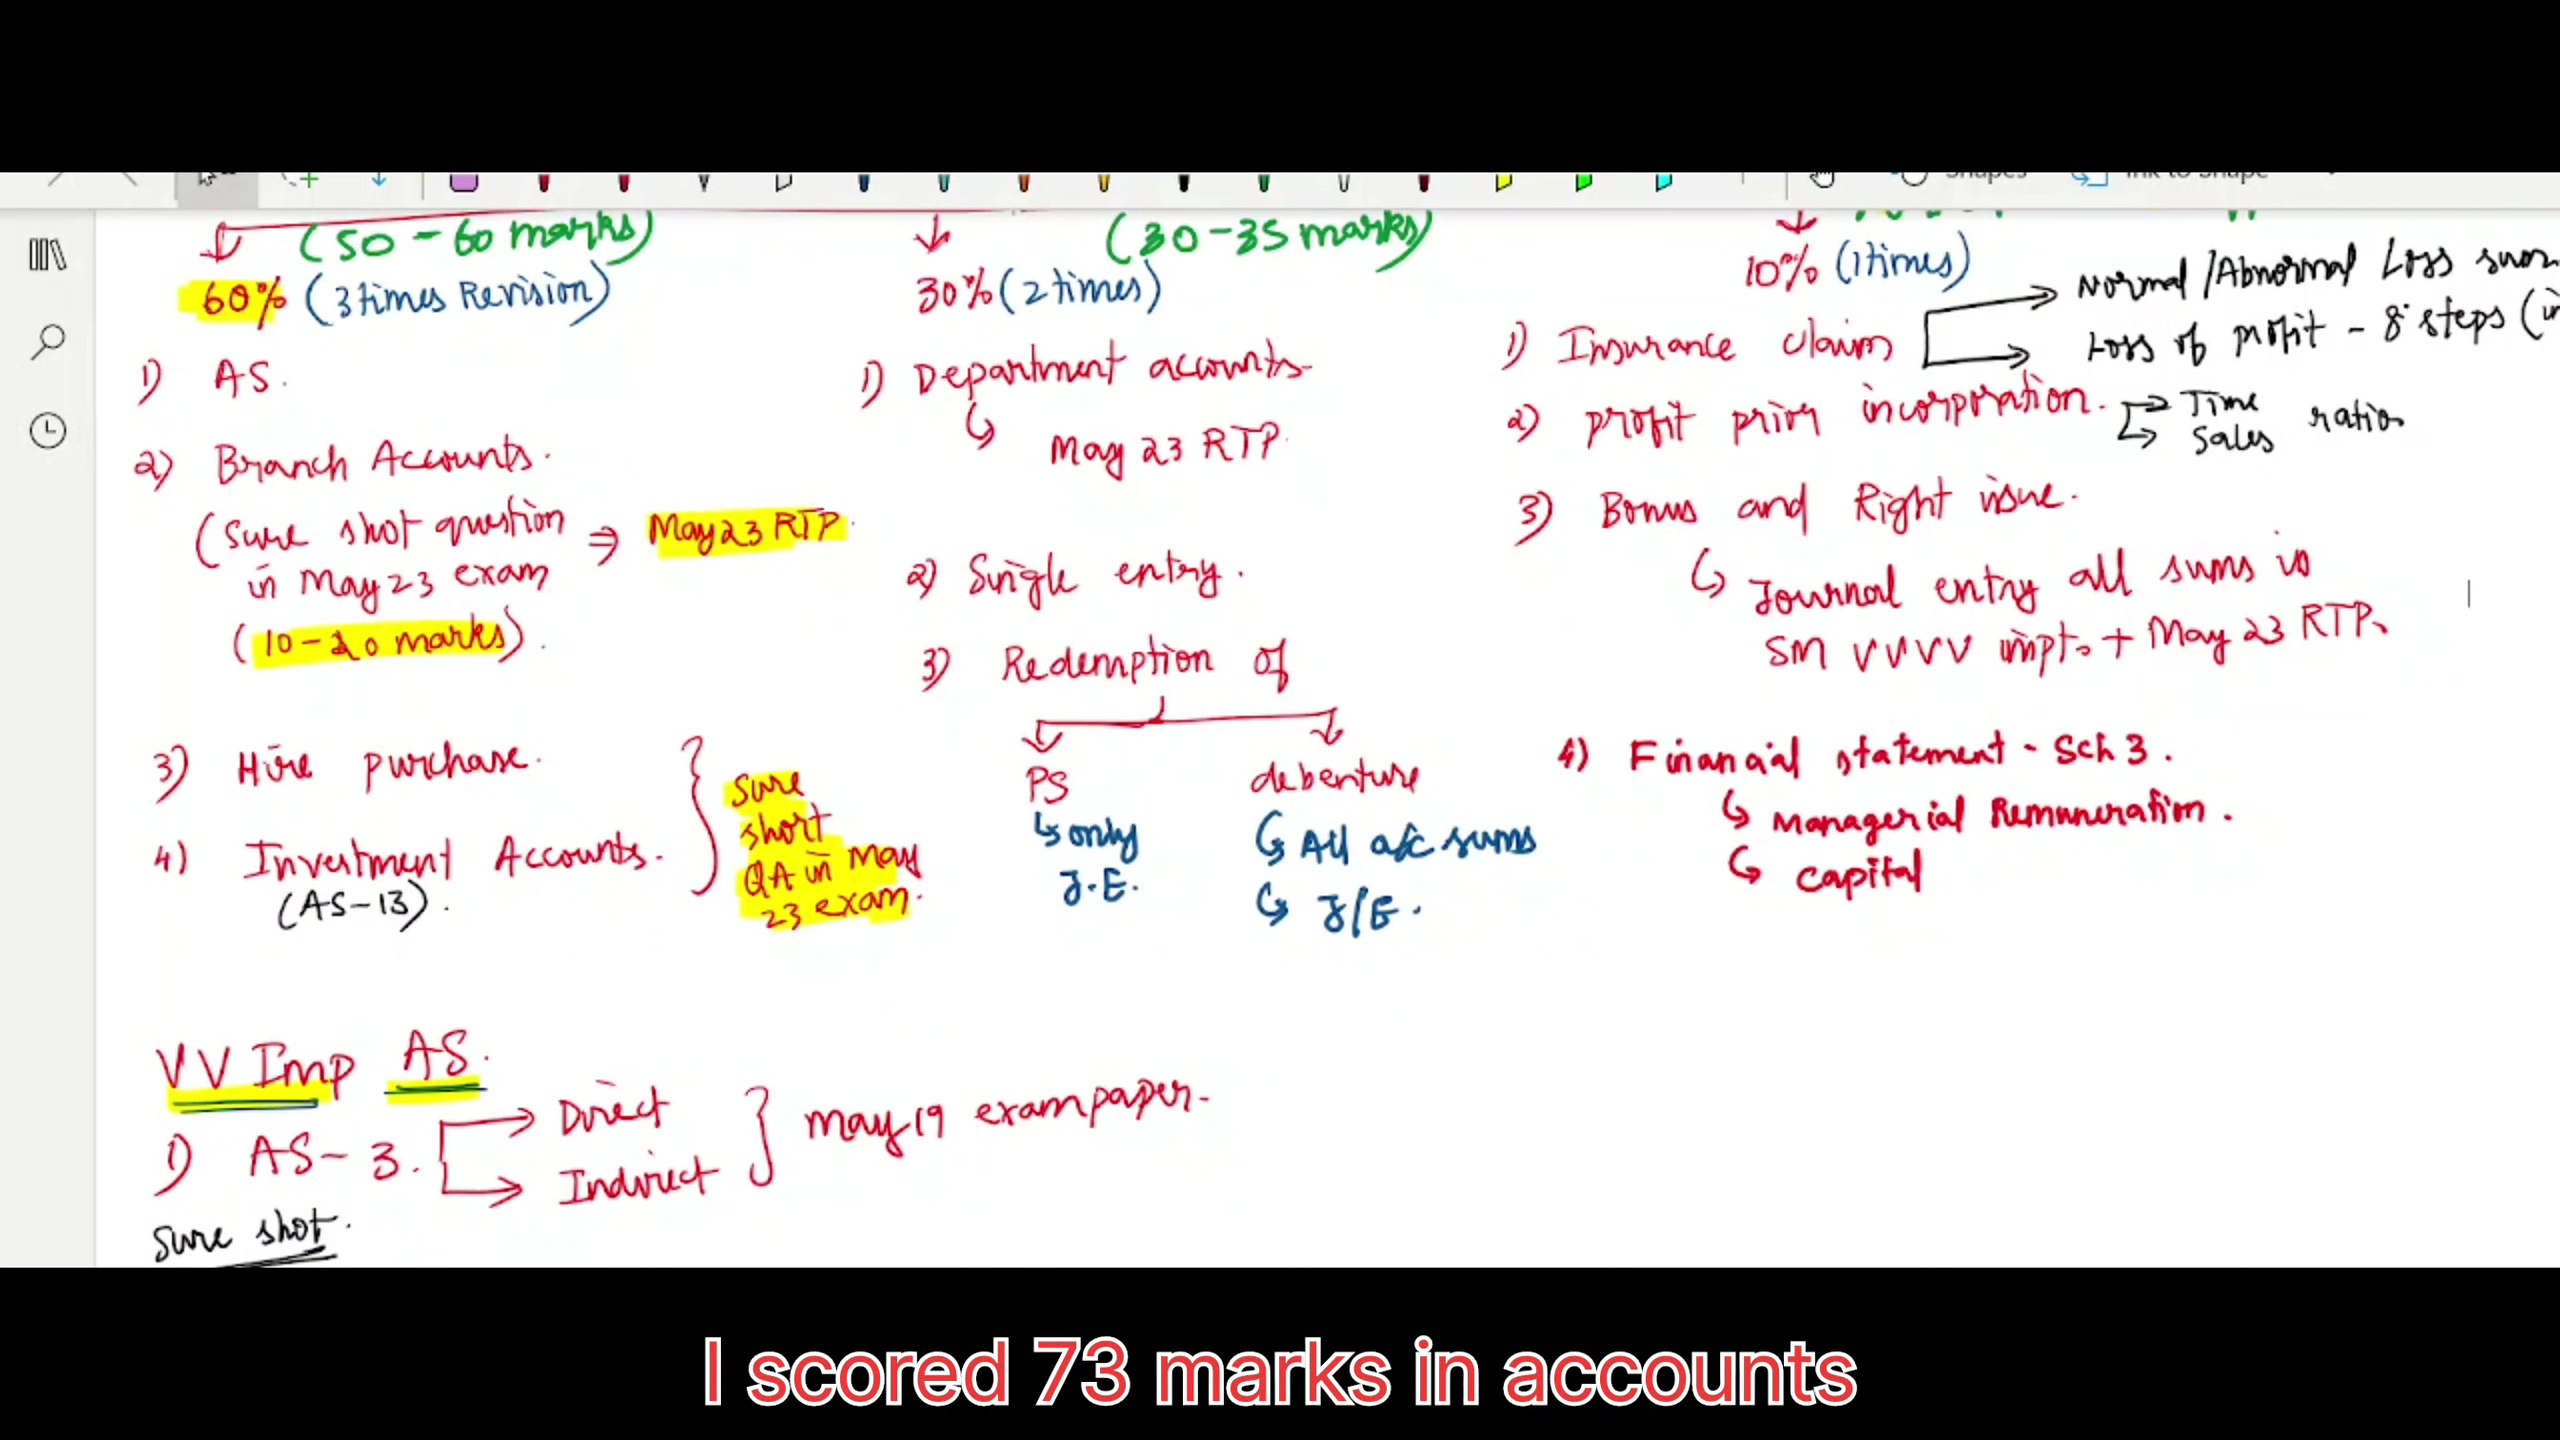 (50-60 marks)
60% (3 times Revision)
1) AS.
2) Branch Accounts.
(Sure shot question in May 23 exam
(10-20 marks).
⇒ May 23 RTP.
3) Hire purchase.
4) Investment Accounts.
(AS-13).
sure
short
QA in May
23 exam.
(30-35 marks)
30% (2 times)
1) Department accounts.
May 23 RTP.
2) Single entry.
3) Redemption of
PS
only
J.E.
debenture
All a/c sums
J/E.
10% (1 times)
1) Insurance claim
Normal /Abnormal Loss
Loss of profit - 8 steps
2) profit prior incorporation.
Time
Sales
ratio
3) Bonus and Right issue.
Journal entry all sums in
SM VVVV impt. + May 23 RTP.
4) Financial statement - Sch 3.
Managerial Remuneration.
capital
VV Imp AS.
1) AS-3.
Direct
Indirect
May 19 exam paper.
Sure shot.
I scored 73 marks in accounts